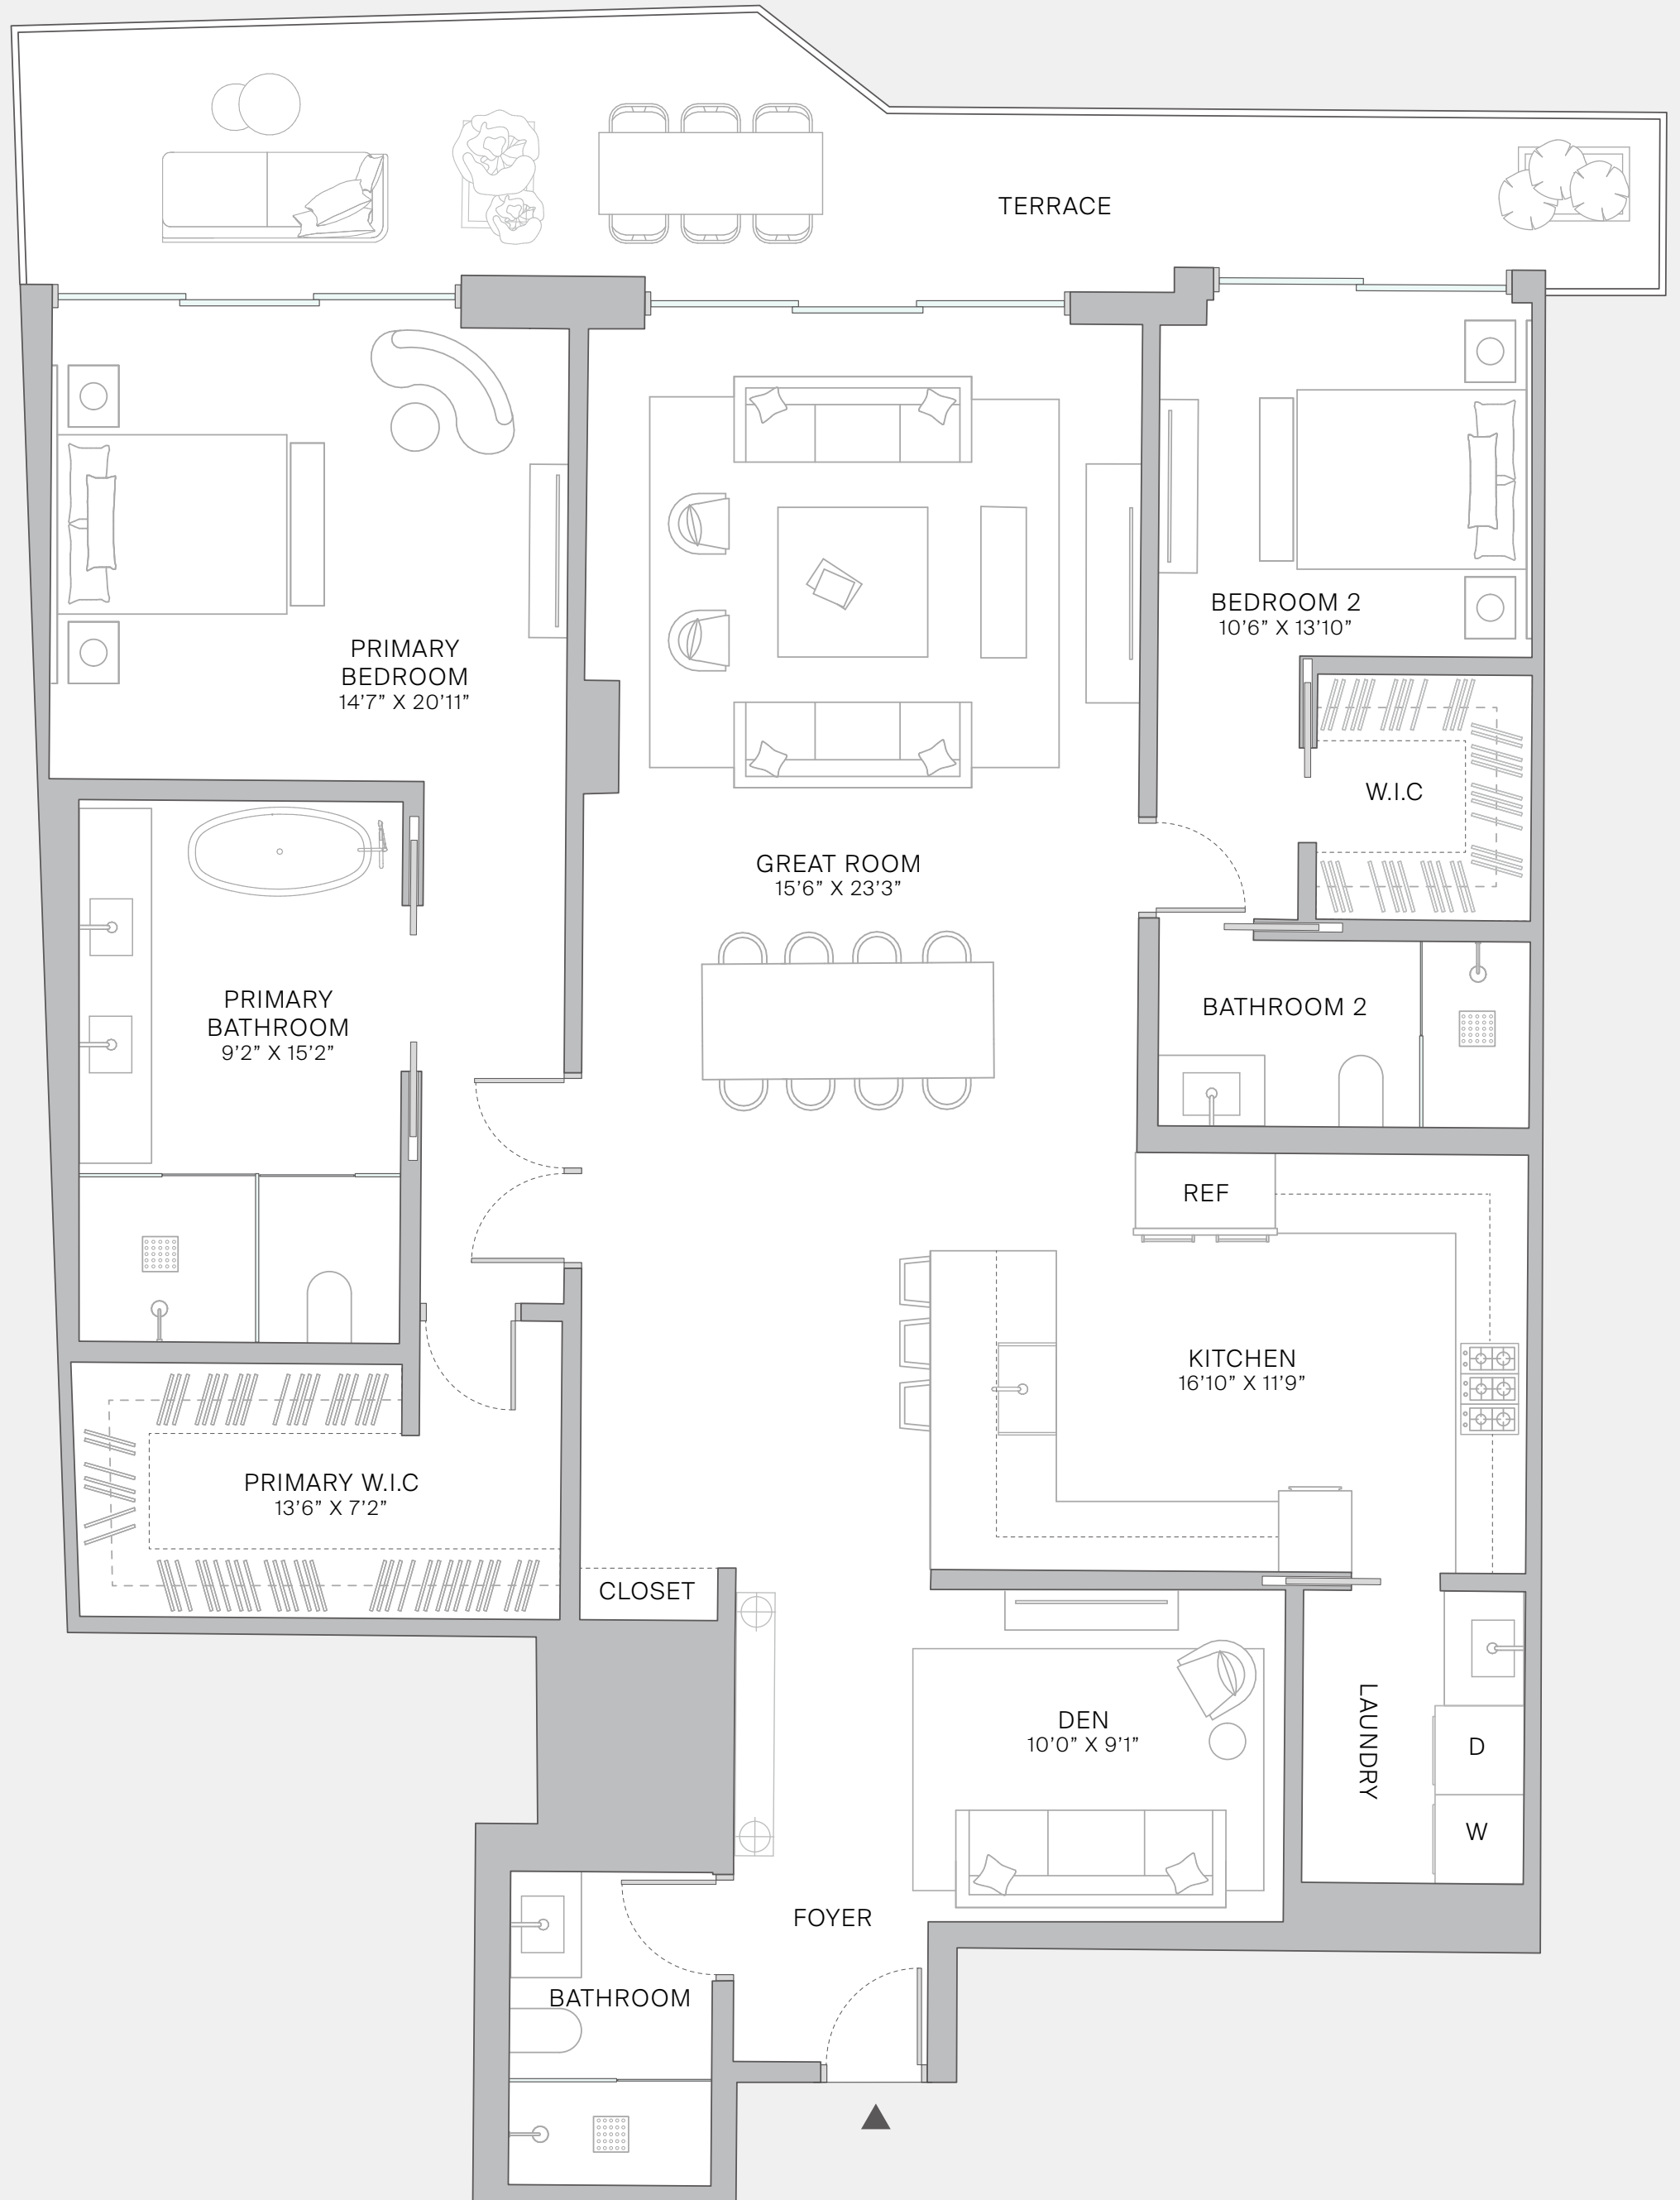 TERRACE
BEDROOM 2
10’6” X 13’10”
PRIMARY
BEDROOM
14’7” X 20’11”
W.I.C
GREAT ROOM
15’6” X 23’3”
PRIMARY
BATHROOM
9’2” X 15’2”
BATHROOM 2
REF
KITCHEN
16’10” X 11’9”
PRIMARY W.I.C
13’6” X 7’2”
CLOSET
DEN
10’0” X 9’1”
LAUNDRY
D
W
FOYER
BATHROOM